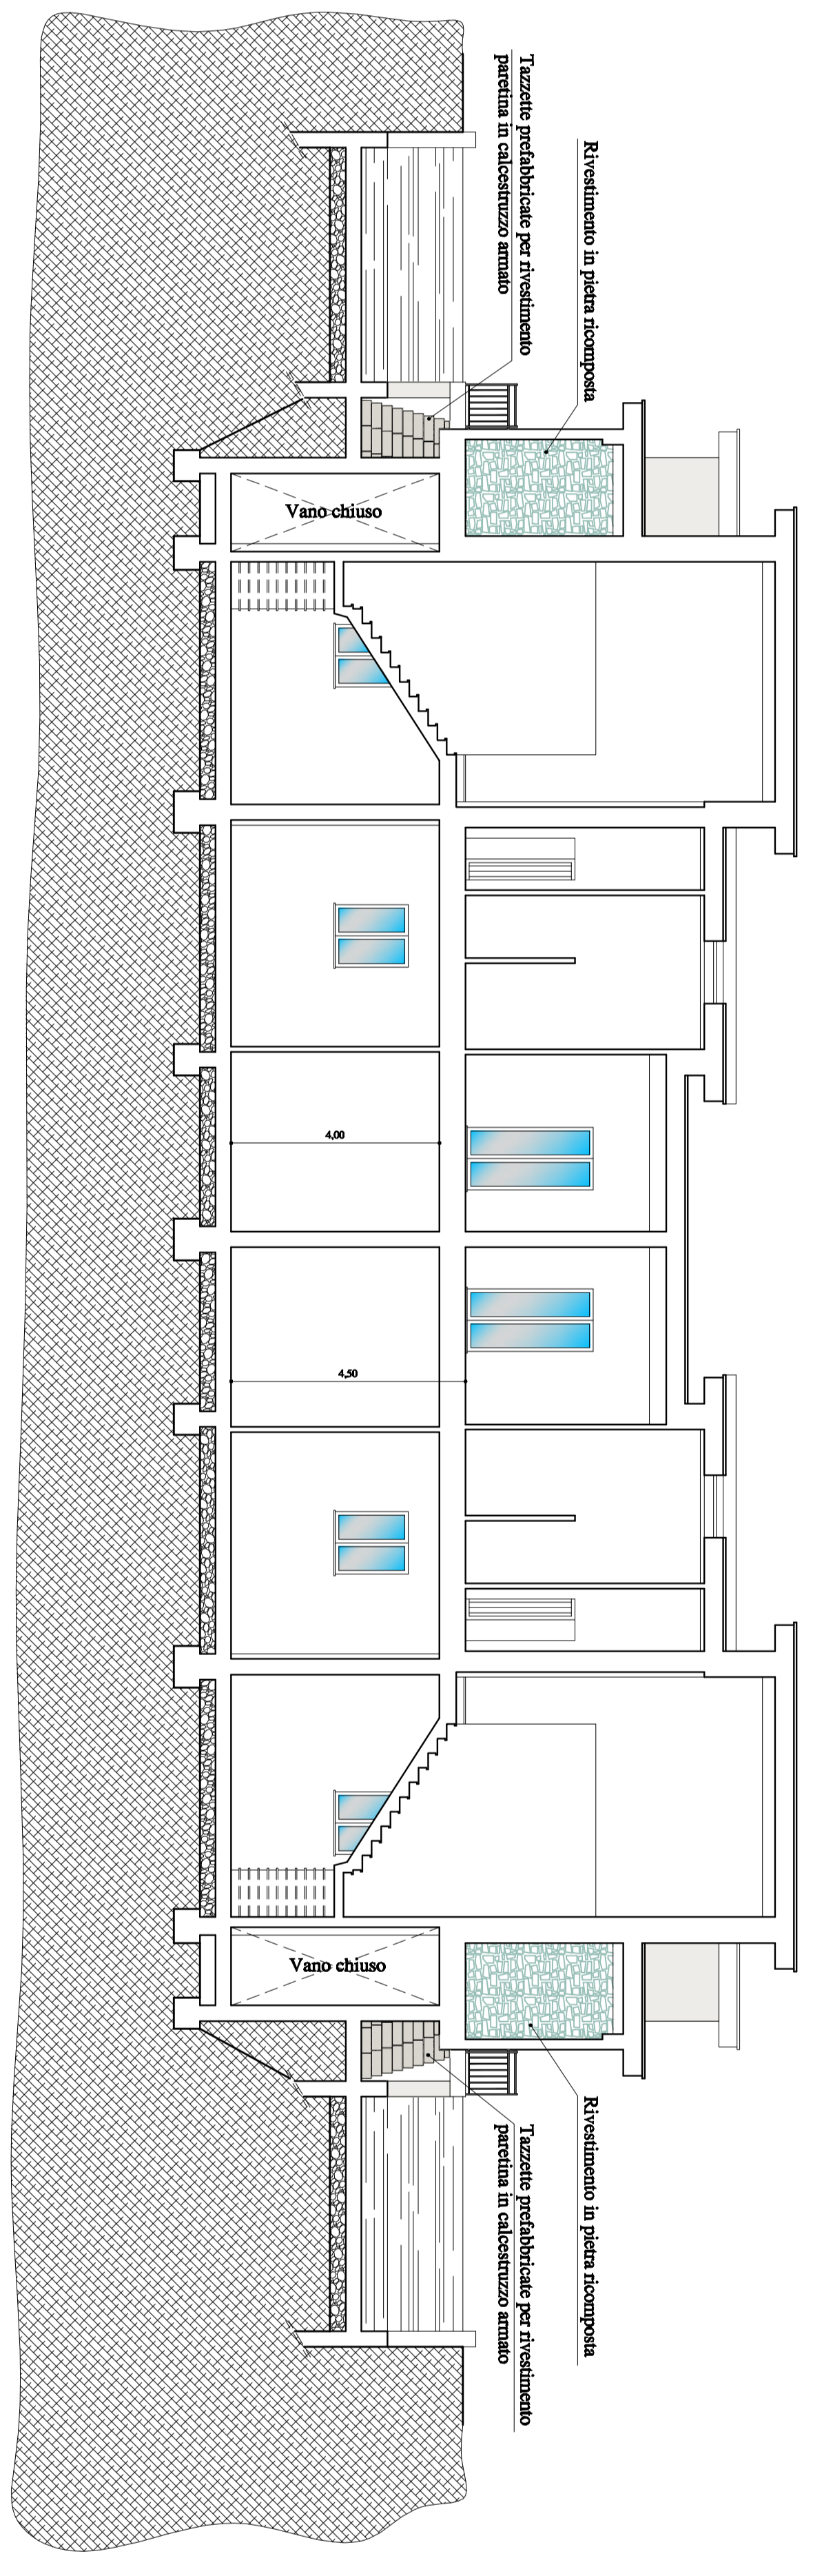 Rivestimento in pietra ricomposta
Tazzette prefabbricate per rivestimento
paretina in calcestruzzo armato
Vano chiuso
4,00
4,50
Vano chiuso
Rivestimento in pietra ricomposta
Tazzette prefabbricate per rivestimento
paretina in calcestruzzo armato